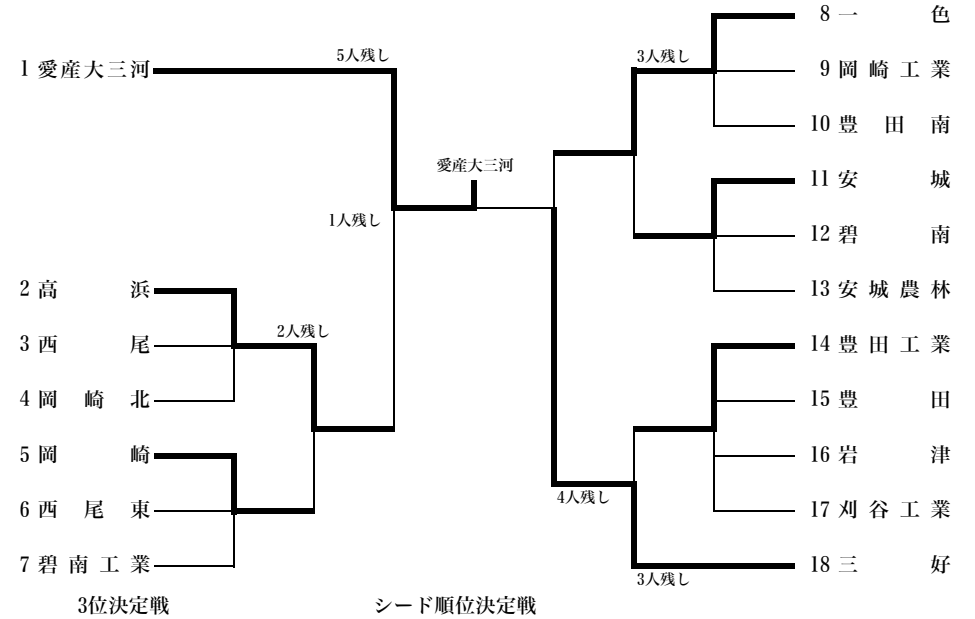 8 一色
5人残し
3人残し
1 愛産大三河
9 岡崎工業
10 豊田南
愛産大三河
11 安城
1人残し
12 碧南
2 高浜
13 安城農林
2人残し
3 西尾
14 豊田工業
4 岡崎北
15 豊田
5 岡崎
16 岩津
4人残し
6 西尾東
17 刈谷工業
7 碧南工業
18 三好
3人残し
3位決定戦
シード順位決定戦